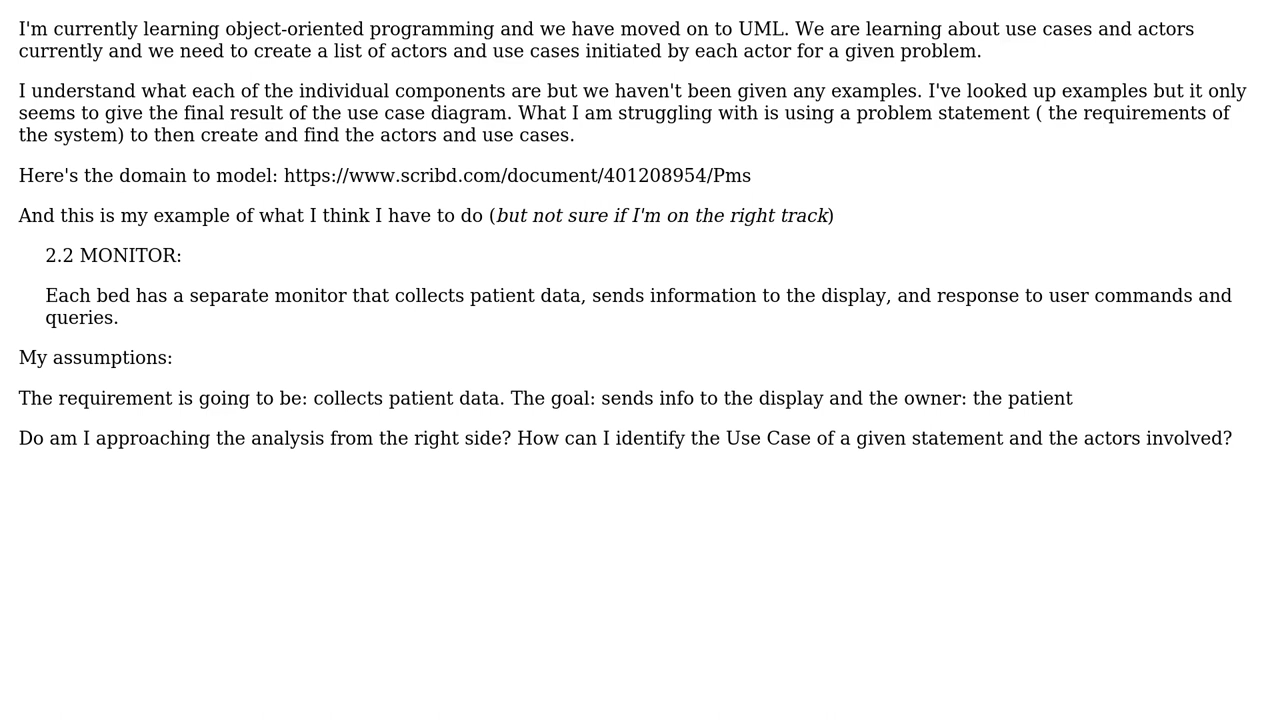 I'm currently learning object-oriented programming and we have moved on to UML. We are learning about use cases and actors
currently and we need to create a list of actors and use cases initiated by each actor for a given problem.
I understand what each of the individual components are but we haven't been given any examples. I've looked up examples but it only
seems to give the final result of the use case diagram. What I am struggling with is using a problem statement ( the requirements of
the system) to then create and find the actors and use cases.
Here's the domain to model: https://www.scribd.com/document/401208954/Pms
And this is my example of what I think I have to do (but not sure if I'm on the right track)
2.2 MONITOR:
Each bed has a separate monitor that collects patient data, sends information to the display, and response to user commands and
queries.
My assumptions:
The requirement is going to be: collects patient data. The goal: sends info to the display and the owner: the patient
Do am I approaching the analysis from the right side? How can I identify the Use Case of a given statement and the actors involved?